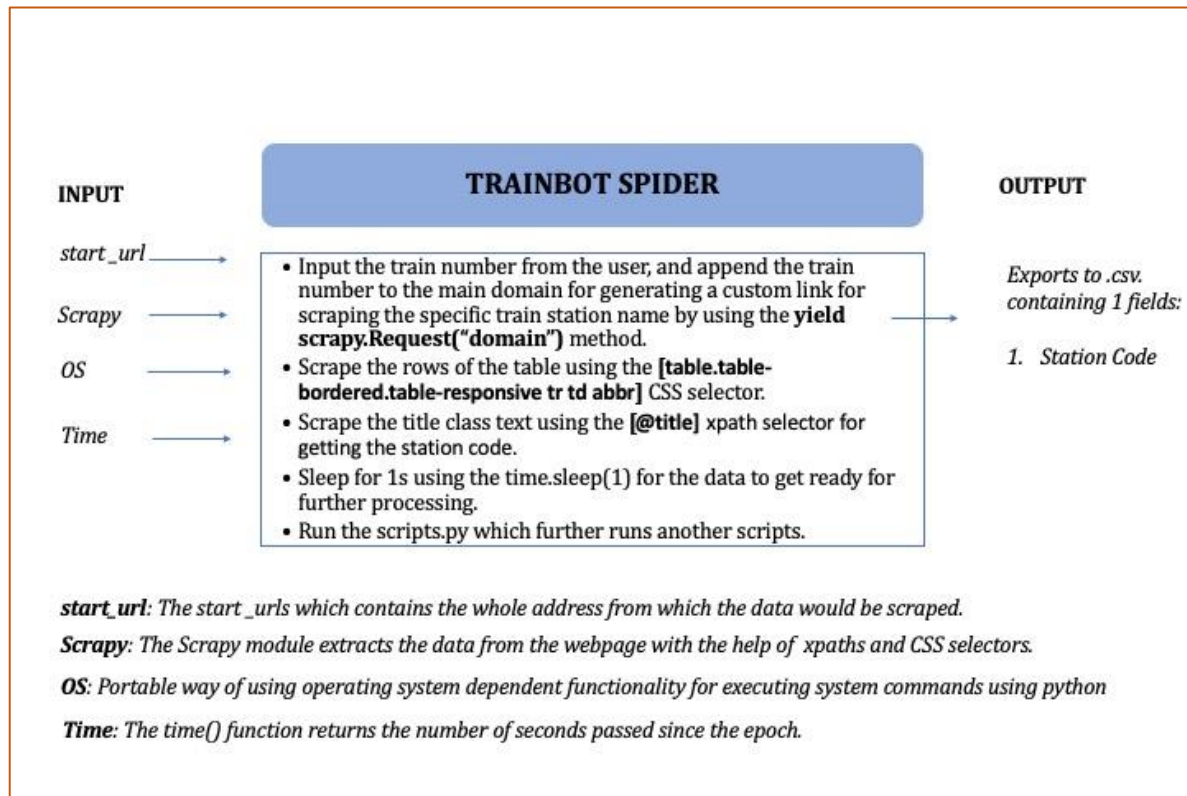 TRAINBOT SPIDER
INPUT
start_url
Scrapy
OS
Time
• Input the train number from the user, and append the train
number to the main domain for generating a custom link for
scraping the specific train station name by using the yield
scrapy.Request(“domain”) method.
• Scrape the rows of the table using the [table.table-
bordered.table-responsive tr td abbr] CSS selector.
• Scrape the title class text using the [@title] xpath selector for
getting the station code.
• Sleep for 1s using the time.sleep(1) for the data to get ready for
further processing.
• Run the scripts.py which further runs another scripts.
OUTPUT
Exports to .csv.
containing 1 fields:
1. Station Code
start_url: The start_urls which contains the whole address from which the data would be scraped.
Scrapy: The Scrapy module extracts the data from the webpage with the help of xpaths and CSS selectors.
OS: Portable way of using operating system dependent functionality for executing system commands using python
Time: The time() function returns the number of seconds passed since the epoch.